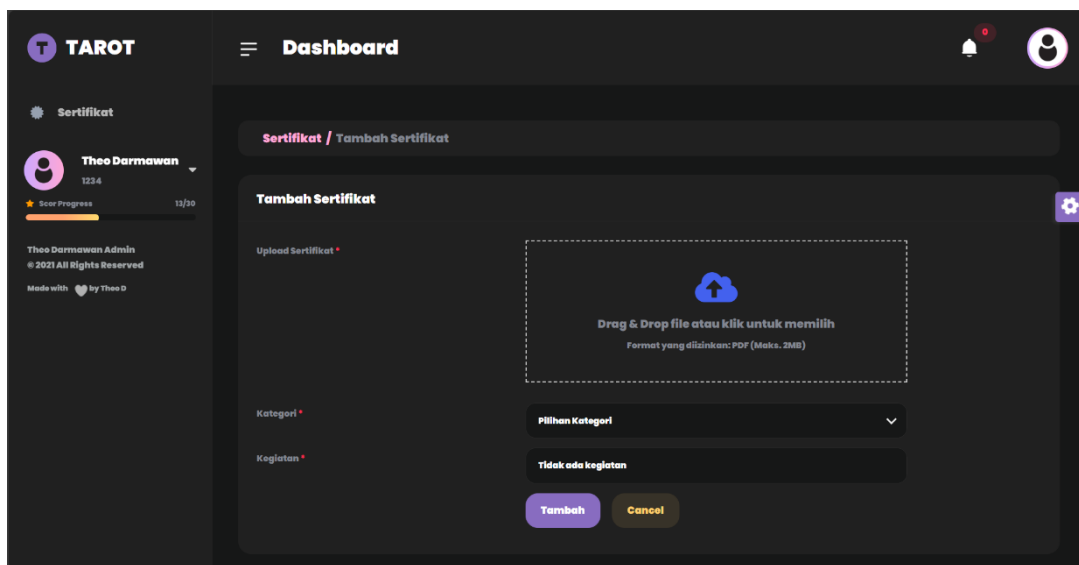 T TAROT
Dashboard
0
Sertifikat
Theo Darmawan
1234
Scor Progress 12/30
Theo Darmawan Admin
© 2021 All Rights Reserved
Made with by Theo D
Sertifikat / Tambah Sertifikat
Tambah Sertifikat
Upload Sertifikat *
Drag & Drop file atau klik untuk memilih
Format yang diizinkan: PDF (Maks. 2MB)
Kategori *
Pilihan Kategori
Kegiatan *
Tidak ada kegiatan
Tambah Cancel